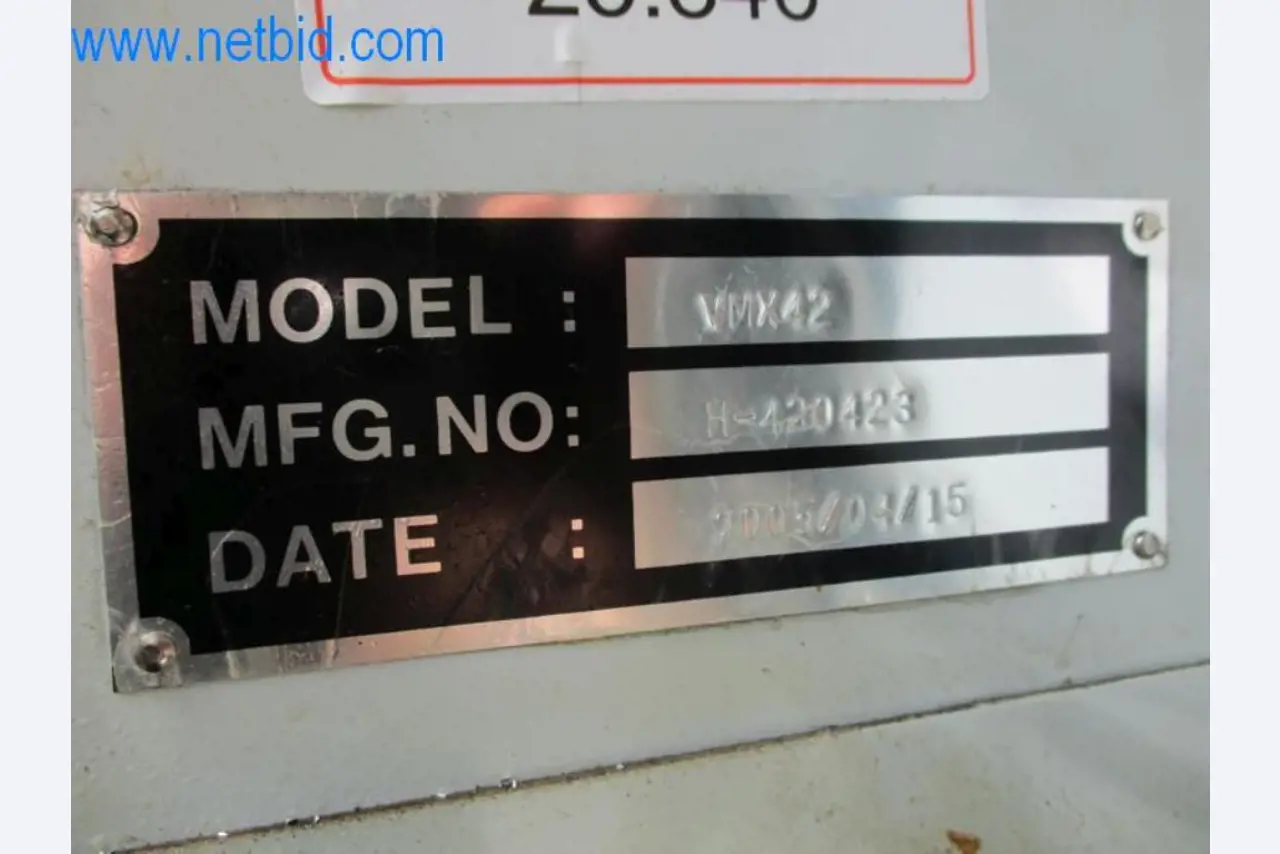 www.netbid.com
MODEL : VMX42
MFG.NO: H-420423
DATE :